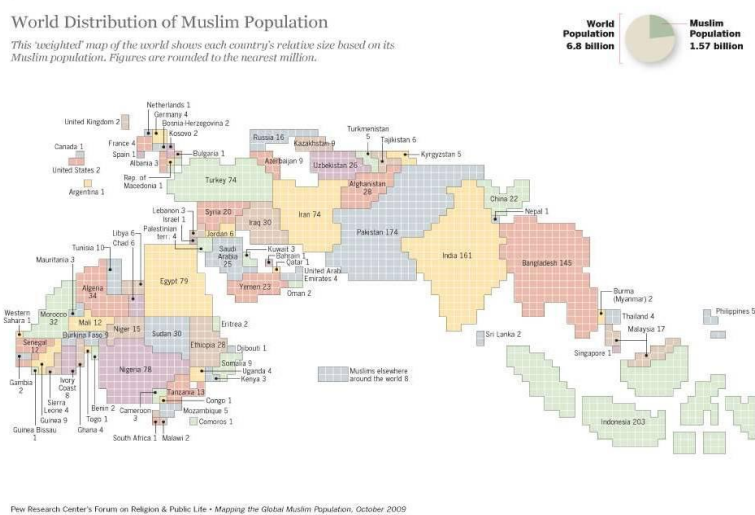 World Distribution of Muslim Population
This 'weighted' map of the world shows each country's relative size based on its
Muslim population. Figures are rounded to the nearest million.
World
Population
6.8 billion
Muslim
Population
1.57 billion
Netherlands 1
Germany 4
Bosnia-Herzegovina 2
Kosovo 2
United Kingdom 2
France 4
Spain 1
Albania 3
Bulgaria 1
Rep. of
Macedonia 1
Canada 1
United States 2
Argentina 1
Russia 16
Kazakhstan 9
Turkmenistan
5
Tajikistan 6
Kyrgyzstan 5
Azerbaijan 9
Uzbekistan 26
Afghanistan
28
Turkey 74
China 22
Nepal 1
Lebanon 3
Israel 1
Palestinian
terr. 4
Syria 20
Jordan 6
Iraq 30
Iran 74
Pakistan 174
India 161
Bangladesh 145
Libya 6
Chad 6
Tunisia 10
Mauritania 3
Saudi
Arabia
25
Kuwait 3
Bahrain 1
Qatar 1
United Arab
Emirates 4
Oman 2
Yemen 23
Algeria
34
Egypt 79
Burma
(Myanmar) 2
Thailand 4
Malaysia 17
Philippines 5
Singapore 1
Sri Lanka 2
Western
Sahara 1
Morocco
32
Mali 12
Niger 15
Sudan 30
Eritrea 2
Burkina Faso 9
Senegal
12
Ethiopia 28
Djibouti 1
Somalia 9
Uganda 4
Kenya 3
Nigeria 78
Muslims elsewhere
around the world 8
Gambia
2
Ivory
Coast
8
Tanzania 13
Congo 1
Indonesia 203
Sierra
Leone 4
Guinea 9
Guinea Bissau
1
Benin 2
Togo 1
Ghana 4
Cameroon
3
Mozambique 5
Comoros 1
South Africa 1
Malawi 2
Pew Research Center's Forum on Religion & Public Life • Mapping the Global Muslim Population, October 2009